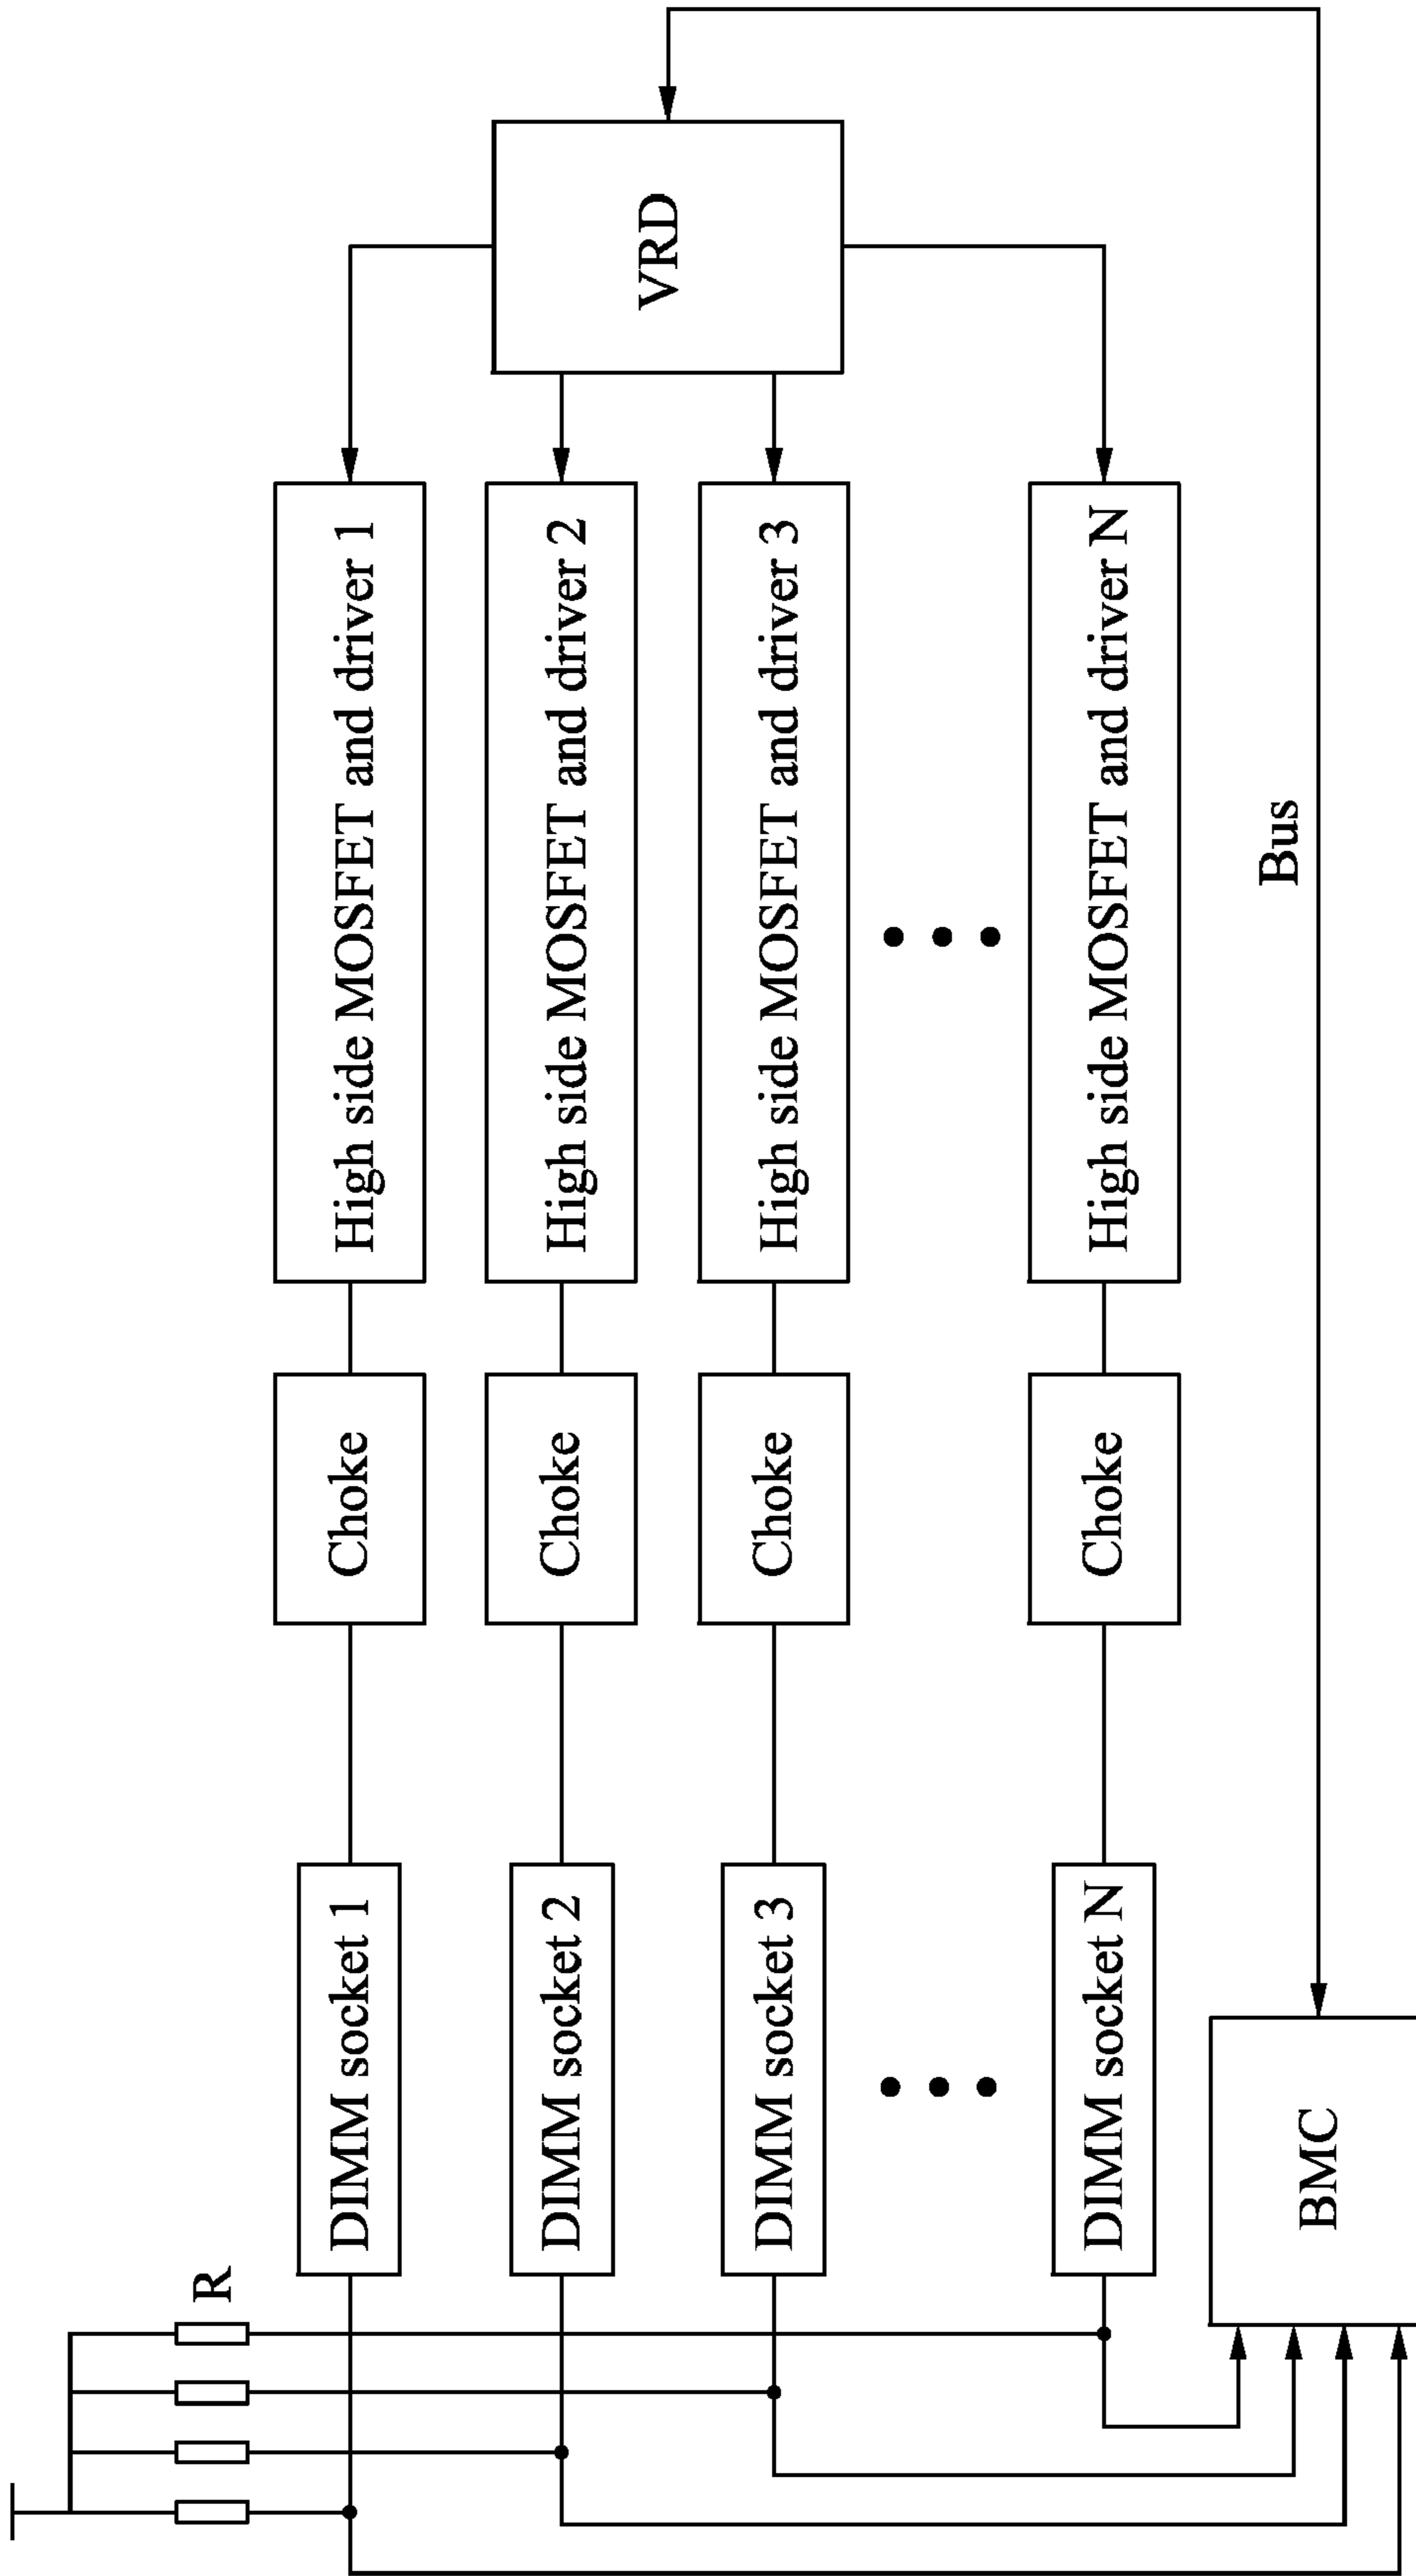 R
DIMM socket 1
Choke
High side MOSFET and driver 1
DIMM socket 2
Choke
High side MOSFET and driver 2
VRD
DIMM socket 3
Choke
High side MOSFET and driver 3
DIMM socket N
Choke
High side MOSFET and driver N
BMC
Bus